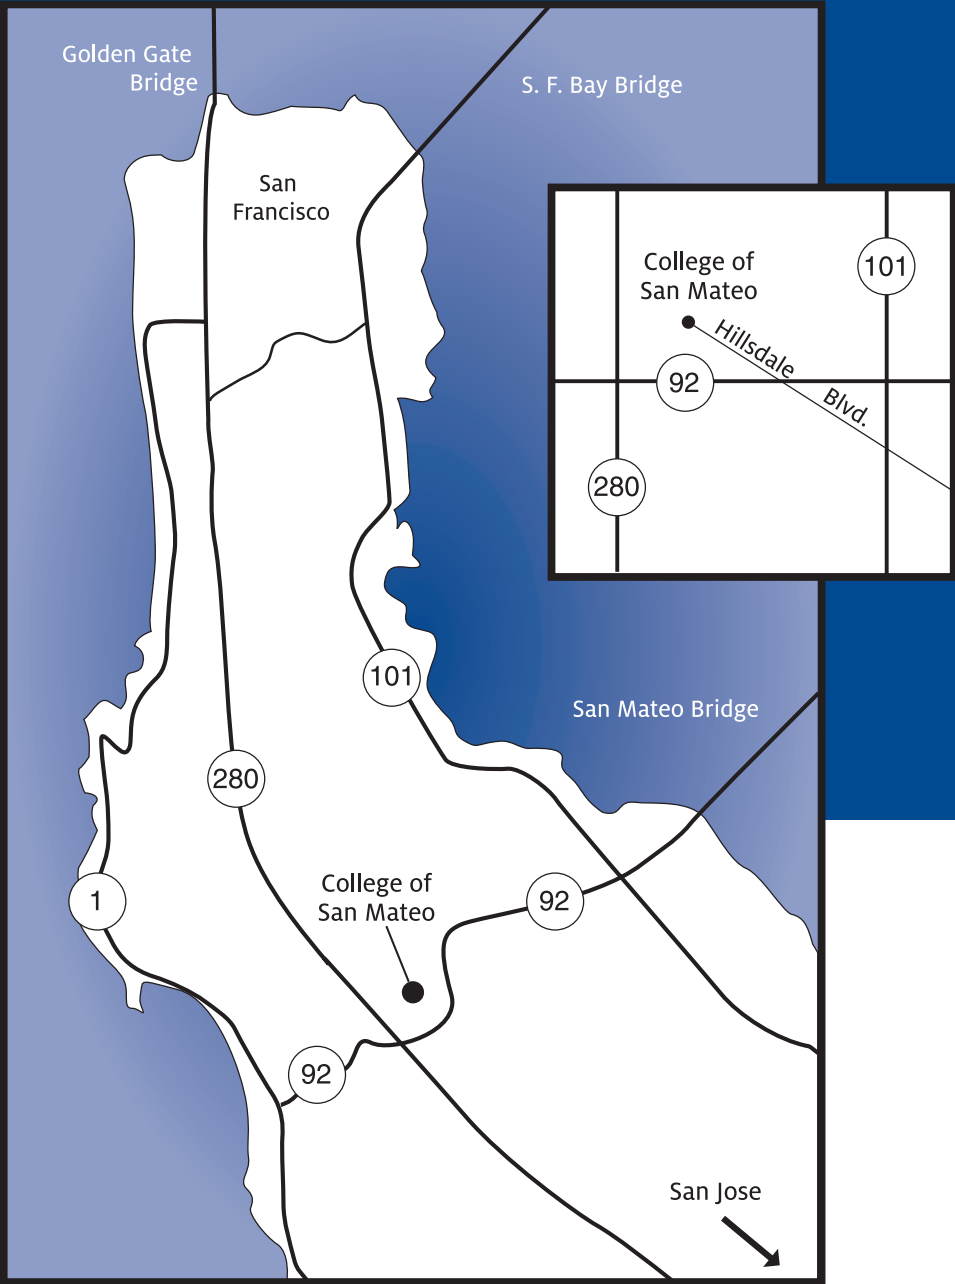 Golden Gate
Bridge
S. F. Bay Bridge
San
Francisco
College of
San Mateo
101
Hillsdale
Blvd.
92
280
101
San Mateo Bridge
280
College of
San Mateo
92
1
92
San Jose